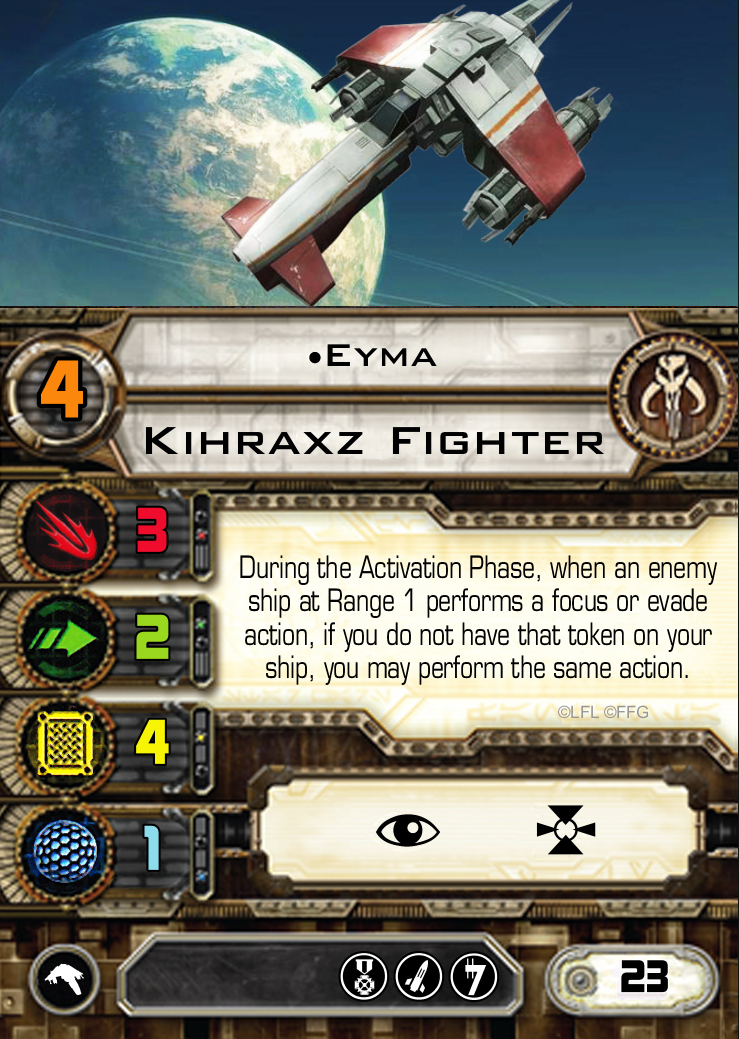 •Eyma
4
Kihraxz Fighter
3
During the Activation Phase, when an enemy
ship at Range 1 performs a focus or evade
action, if you do not have that token on your
ship, you may perform the same action.
2
©LFL ©FFG
4
1
23